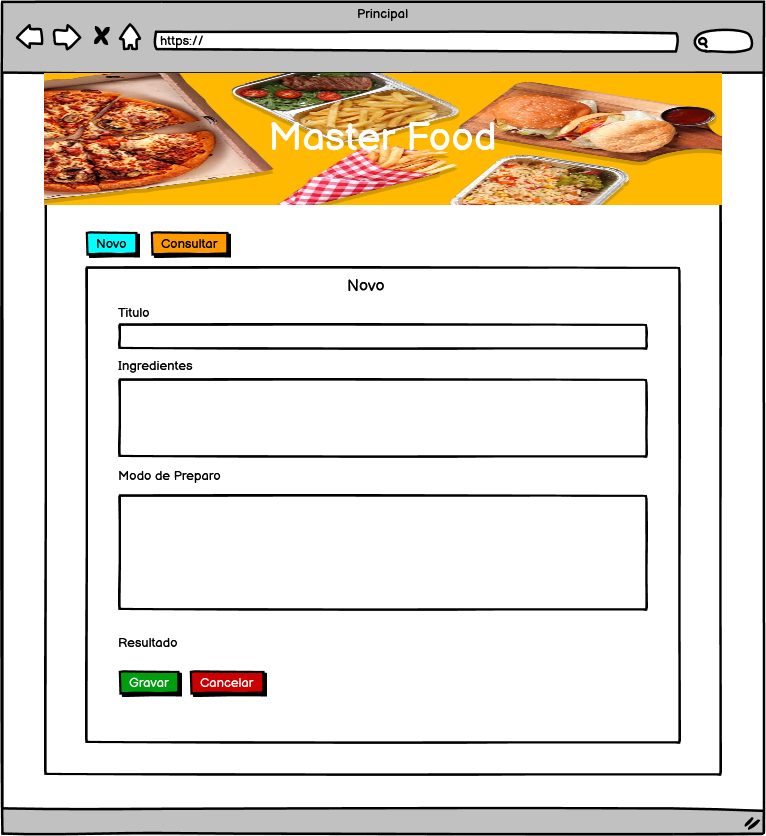 Principal
https://
Master Food
Novo
Consultar
Novo
Titulo
Ingredientes
Modo de Preparo
Resultado
Gravar
Cancelar